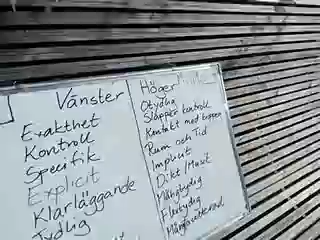 Vänster
Exakthet
Kontroll
Specifik
Explicit
Klarläggande
Tydlig
Höger
Otydlig
Släpper kontroll
Kontakt med kroppen
Rum och Tid
Implicit
Dikt / Musik
Mångtydig
Flertydig